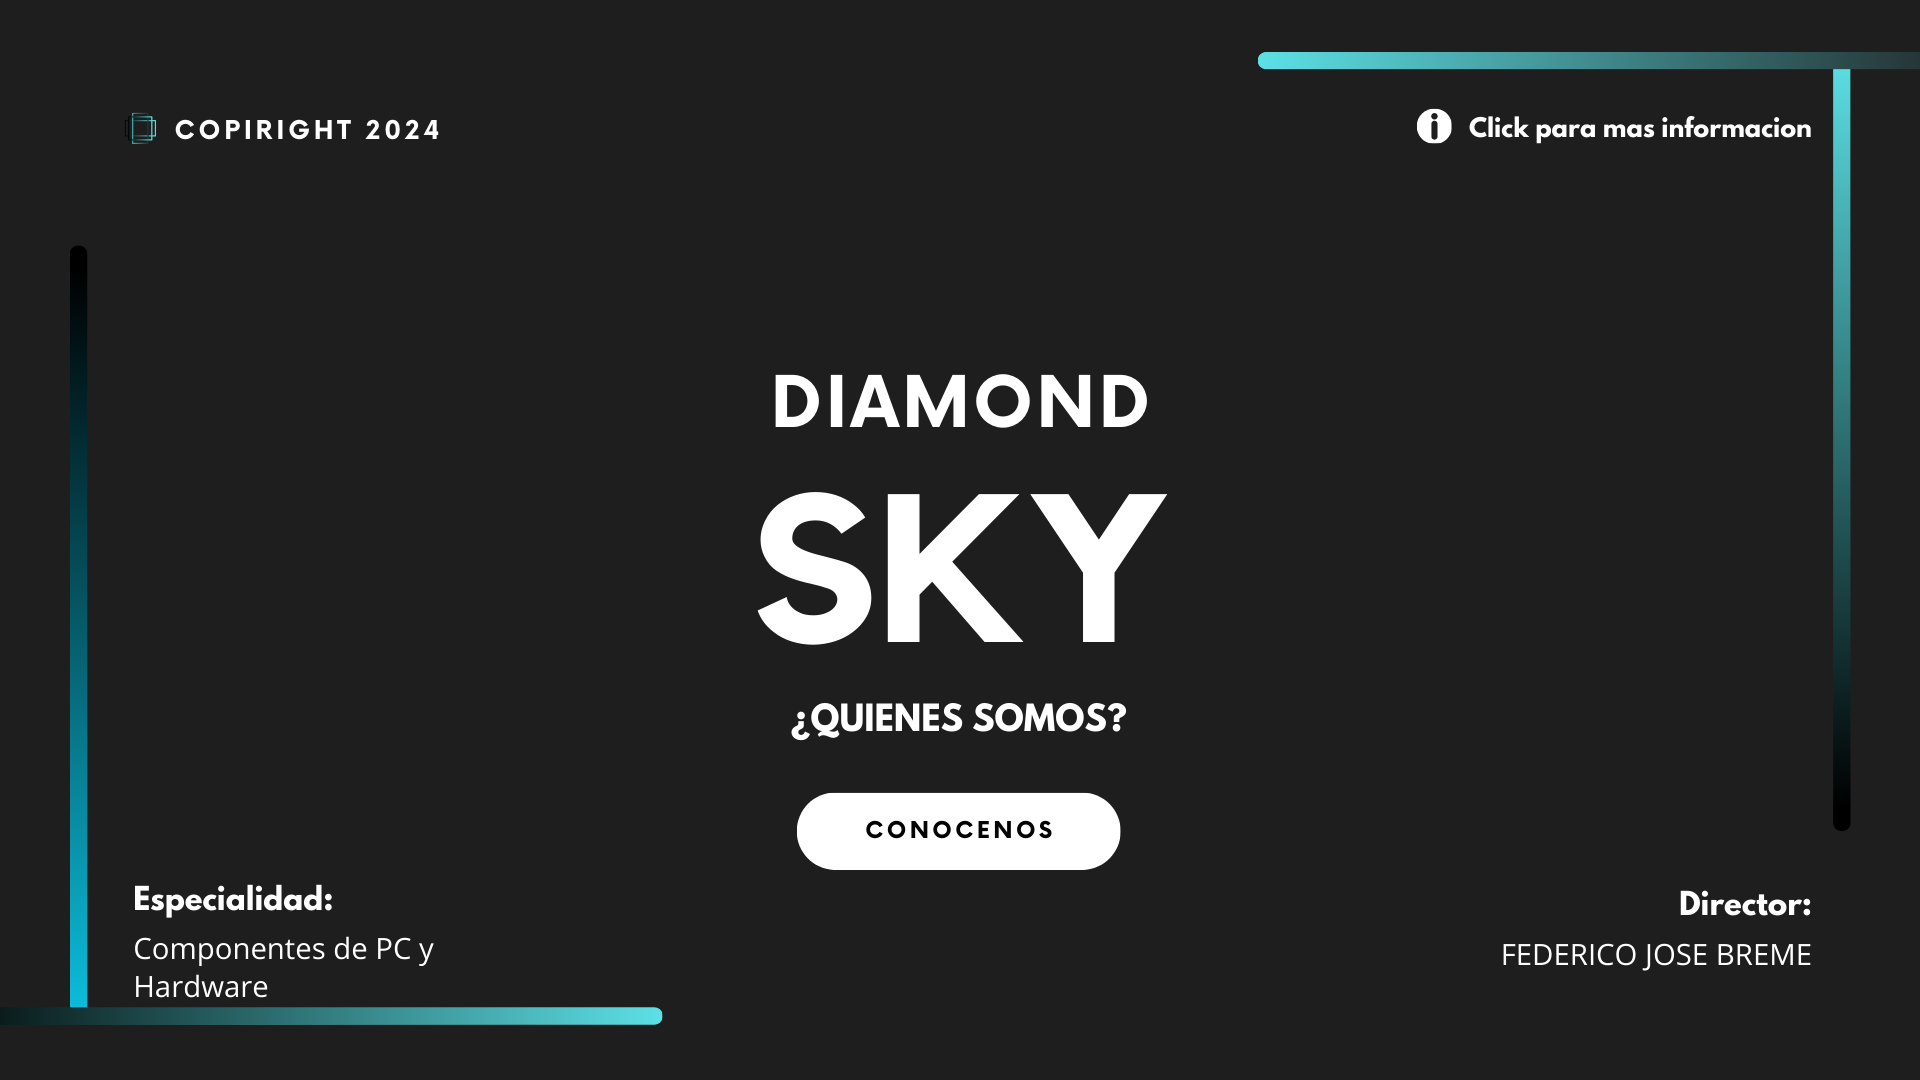 COPIRIGHT 2024
Click para mas informacion
DIAMOND
SKY
¿QUIENES SOMOS?
CONOCENOS
Especialidad:
Componentes de PC y
Hardware
Director:
FEDERICO JOSE BREME